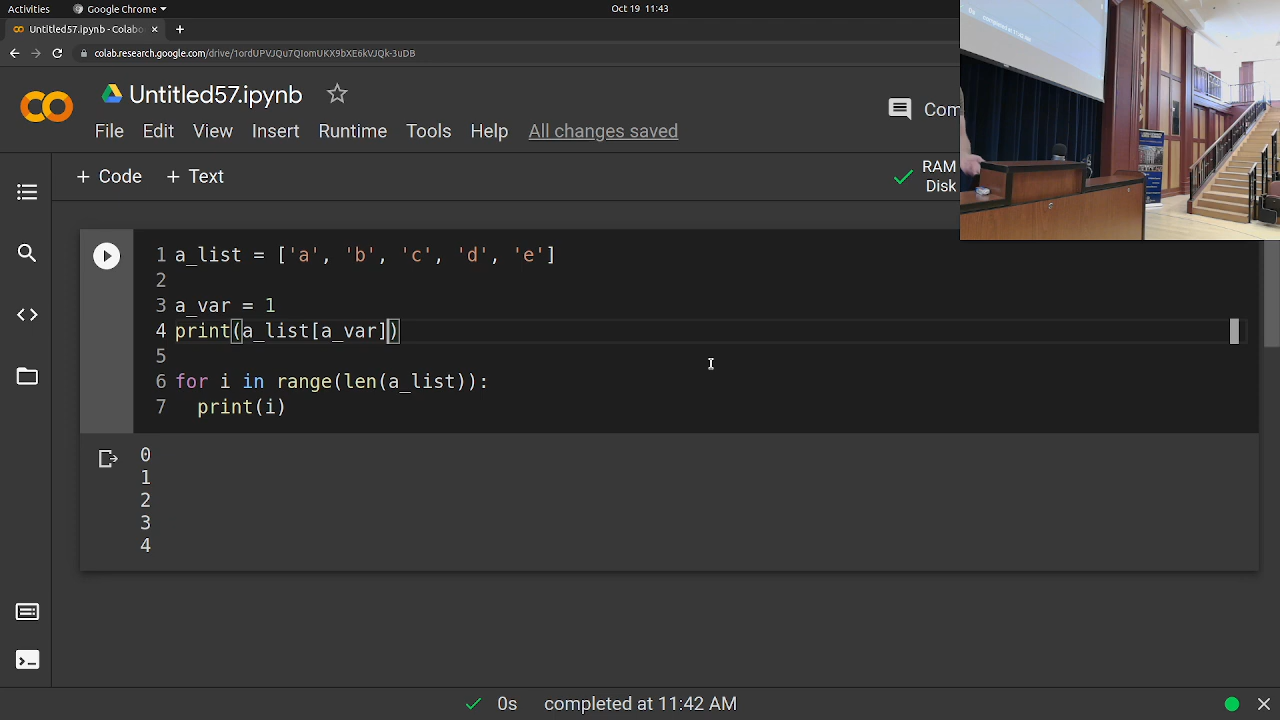 Activities
Google Chrome
Oct 19 11:43
Untitled57.ipynb - Colabo
colab.research.google.com/drive/1ordUPVJQu7QIomUKX9bXE6kVJQk-3uDB
Untitled57.ipynb
Com
File Edit View Insert Runtime Tools Help All changes saved
+ Code + Text
RAM
Disk
1 a_list = ['a', 'b', 'c', 'd', 'e']
2
3 a_var = 1
4 print(a_list[a_var])
5
6 for i in range(len(a_list)):
7 print(i)
0
1
2
3
4
0s completed at 11:42 AM